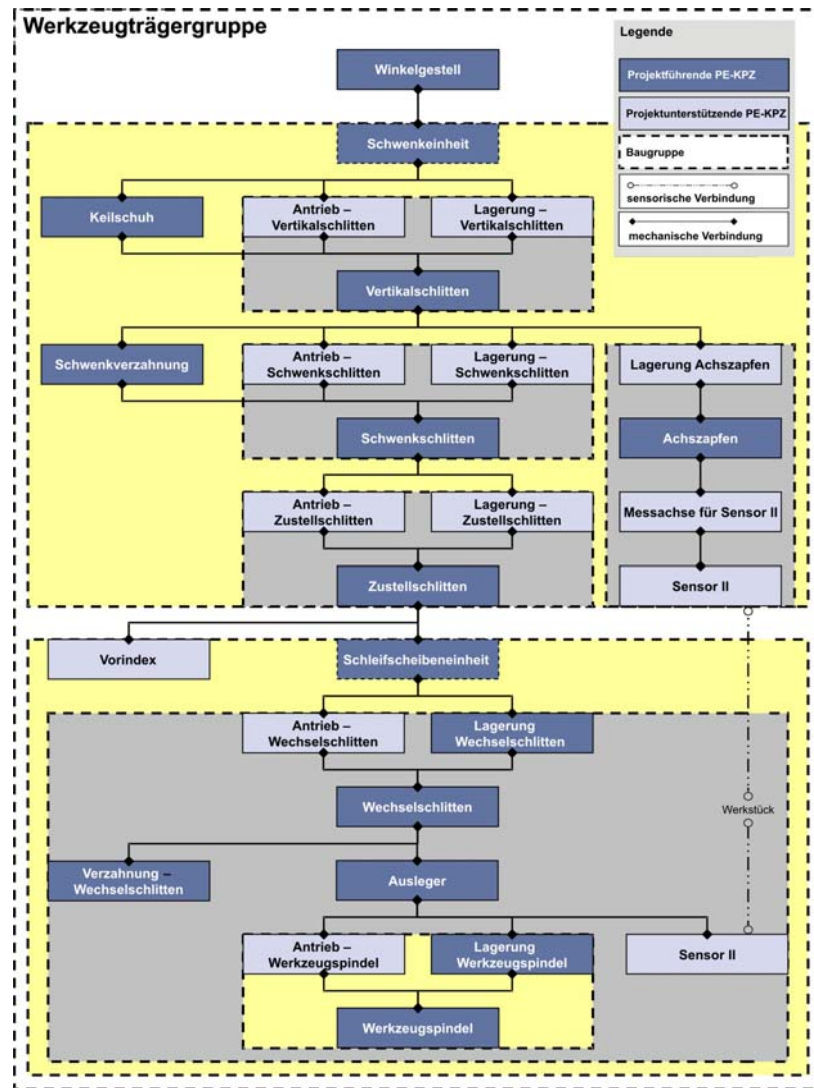 Werkzeugträgergruppe
Legende
Projektführende PE-KPZ
Projektunterstützende PE-KPZ
Baugruppe
sensorische Verbindung
mechanische Verbindung
Winkelgestell
Schwenkeinheit
Keilschuh
Antrieb –
Vertikalschlitten
Lagerung –
Vertikalschlitten
Vertikalschlitten
Schwenkverzahnung
Antrieb –
Schwenkschlitten
Lagerung –
Schwenkschlitten
Lagerung Achszapfen
Schwenkschlitten
Achszapfen
Antrieb –
Zustellschlitten
Lagerung –
Zustellschlitten
Messachse für Sensor II
Zustellschlitten
Sensor II
Vorindex
Schleifscheibeneinheit
Antrieb –
Wechselschlitten
Lagerung
Wechselschlitten
Wechselschlitten
Werkstück
Verzahnung –
Wechselschlitten
Ausleger
Antrieb –
Werkzeugspindel
Lagerung
Werkzeugspindel
Sensor II
Werkzeugspindel